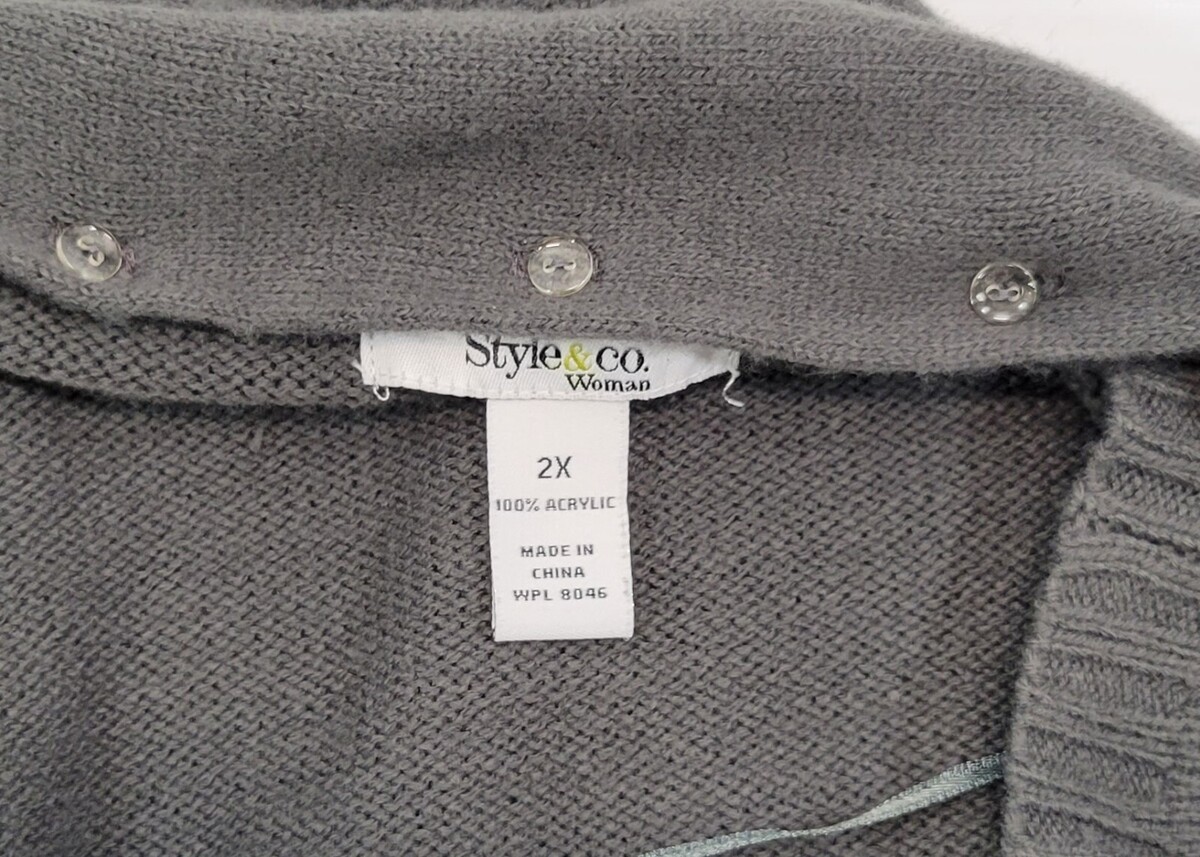 Style&co.
Woman
2X
100% ACRYLIC
MADE IN
CHINA
WPL 8046